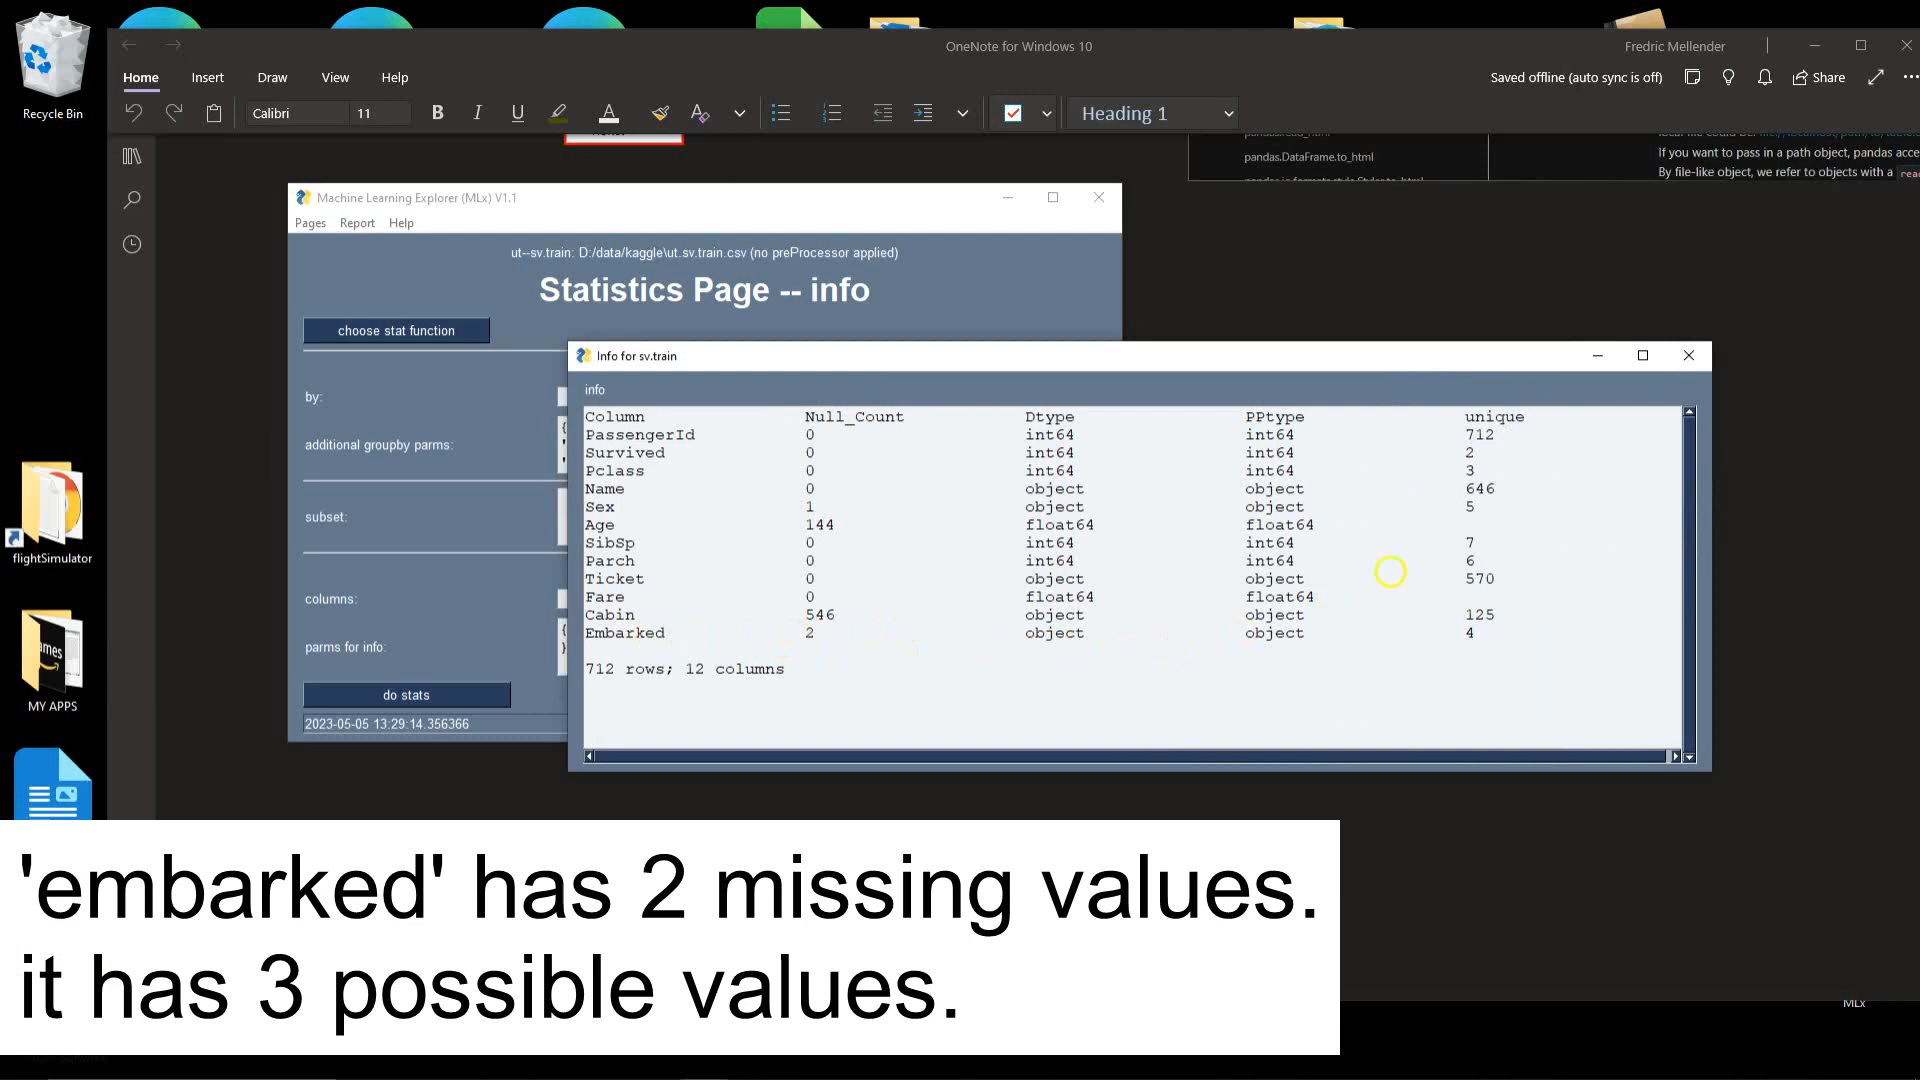 Recycle Bin
OneNote for Windows 10
Fredric Mellender
Home Insert Draw View Help
Saved offline (auto sync is off)
Share
Calibri 11 B I U A
Heading 1
pandas.DataFrame.to_html
If you want to pass in a path object, pandas acce
By file-like object, we refer to objects with a rea
Machine Learning Explorer (MLx) V1.1
Pages Report Help
ut--sv.train: D:/data/kaggle\ut.sv.train.csv (no preProcessor applied)
Statistics Page -- info
choose stat function
by:
additional groupby parms:
subset:
columns:
parms for info:
do stats
2023-05-05 13:29:14.356366
Info for sv.train
info
Column Null_Count Dtype PPtype unique
PassengerId 0 int64 int64 712
Survived 0 int64 int64 2
Pclass 0 int64 int64 3
Name 0 object object 646
Sex 1 object object 5
Age 144 float64 float64
SibSp 0 int64 int64 7
Parch 0 int64 int64 6
Ticket 0 object object 570
Fare 0 float64 float64
Cabin 546 object object 125
Embarked 2 object object 4
712 rows; 12 columns
flightSimulator
MY APPS
MLx
'embarked' has 2 missing values.
it has 3 possible values.